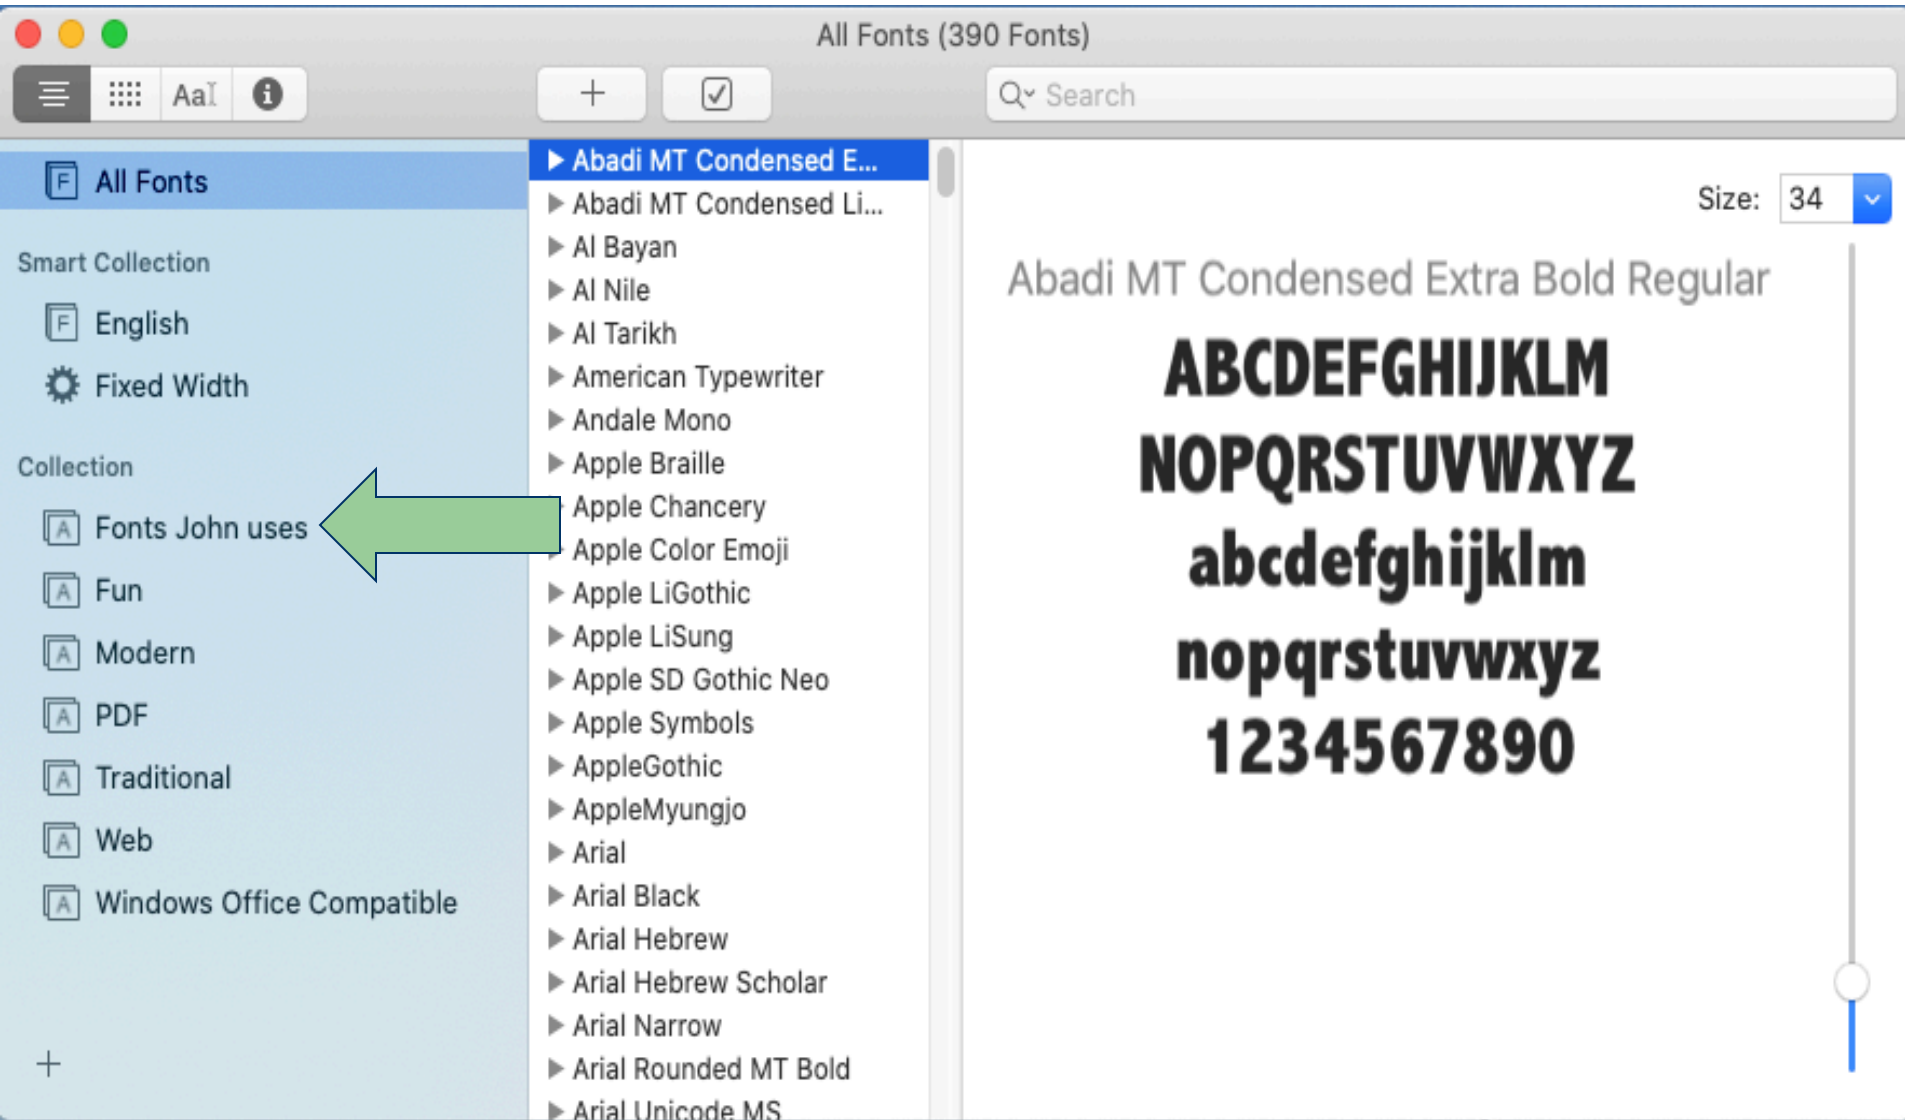 All Fonts (390 Fonts)
Aa
Search
All Fonts
Smart Collection
English
Fixed Width
Collection
Fonts John uses
Fun
Modern
PDF
Traditional
Web
Windows Office Compatible
Abadi MT Condensed E...
Abadi MT Condensed Li...
Al Bayan
Al Nile
Al Tarikh
American Typewriter
Andale Mono
Apple Braille
Apple Chancery
Apple Color Emoji
Apple LiGothic
Apple LiSung
Apple SD Gothic Neo
Apple Symbols
AppleGothic
AppleMyungjo
Arial
Arial Black
Arial Hebrew
Arial Hebrew Scholar
Arial Narrow
Arial Rounded MT Bold
Arial Unicode MS
Size: 34
Abadi MT Condensed Extra Bold Regular
ABCDEFGHIJKLM
NOPQRSTUVWXYZ
abcdefghijklm
nopqrstuvwxyz
1234567890